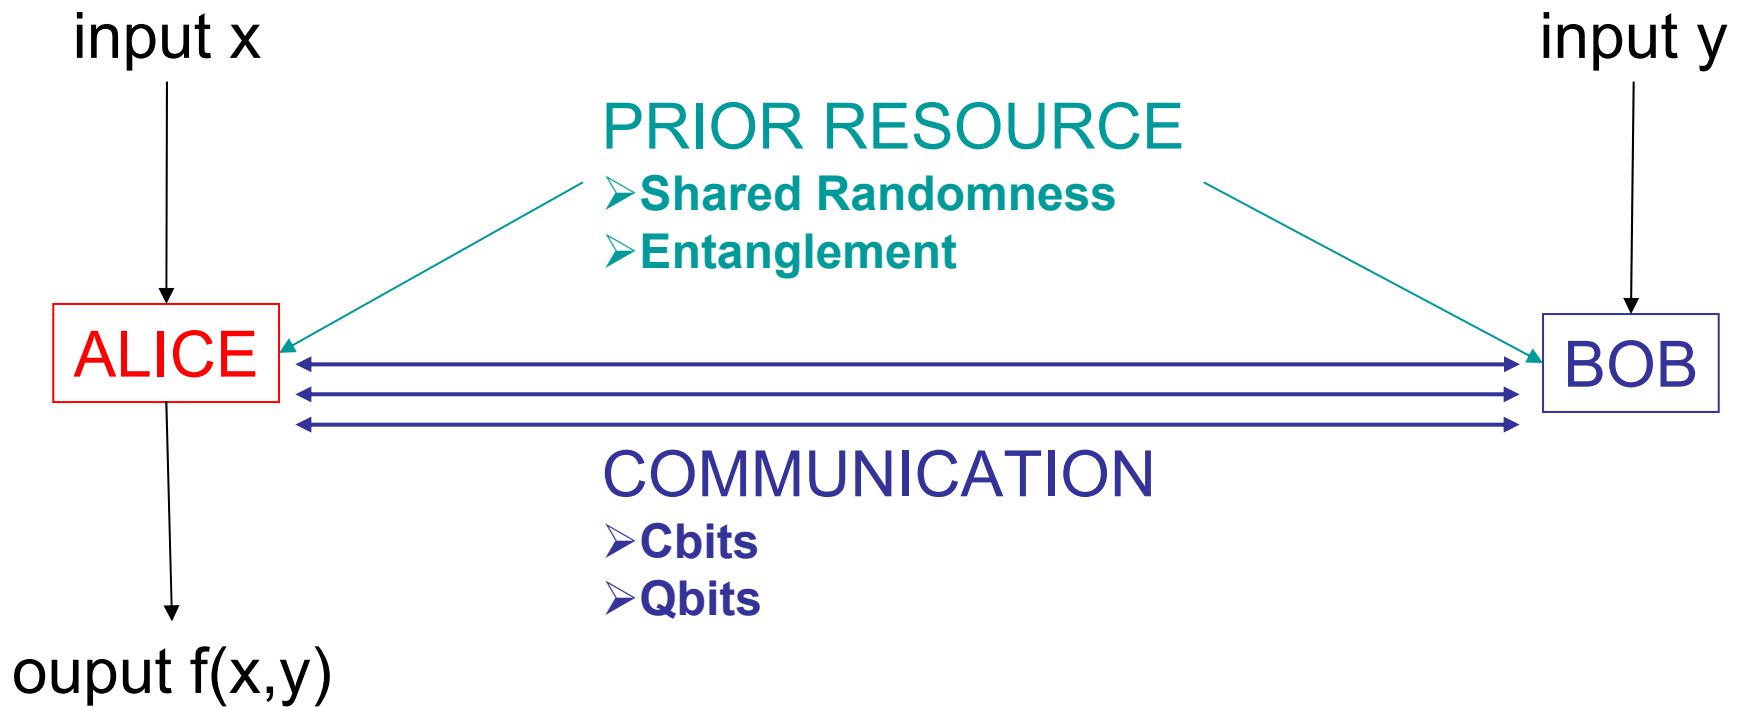 input x
input y
PRIOR RESOURCE
➢Shared Randomness
➢Entanglement
ALICE
BOB
COMMUNICATION
➢Cbits
➢Qbits
ouput f(x,y)